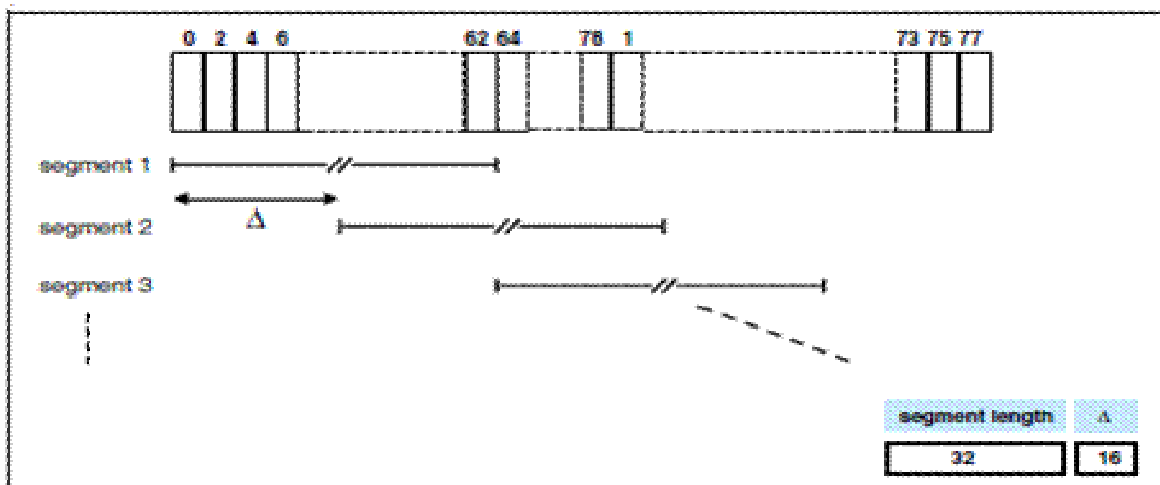 0 2 4 6 62 64 78 1 73 75 77
segment 1
Δ
segment 2
segment 3
segment length Δ
32 16